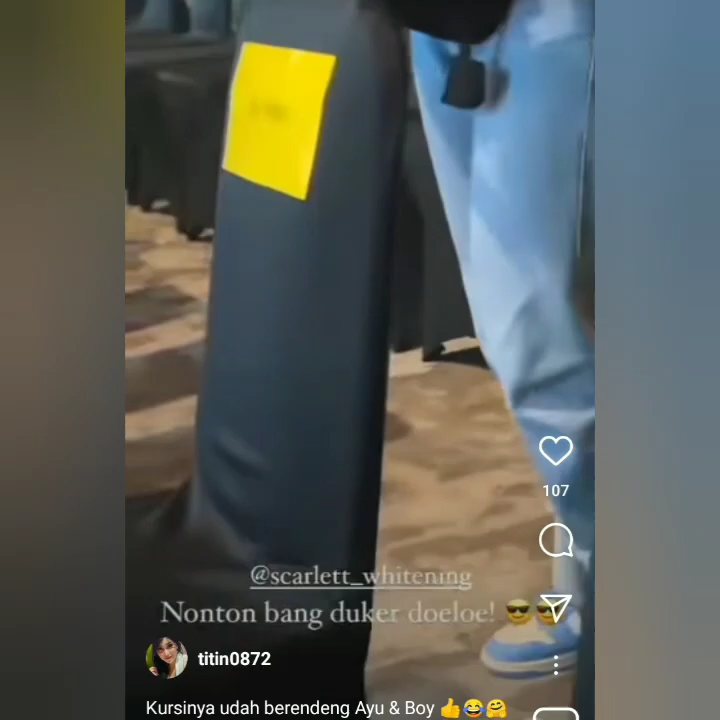 107
@scarlett_whitening
Nonton bang duker doeloe! 😎😎
titin0872
Kursinya udah berendeng Ayu & Boy 👍😂🤗